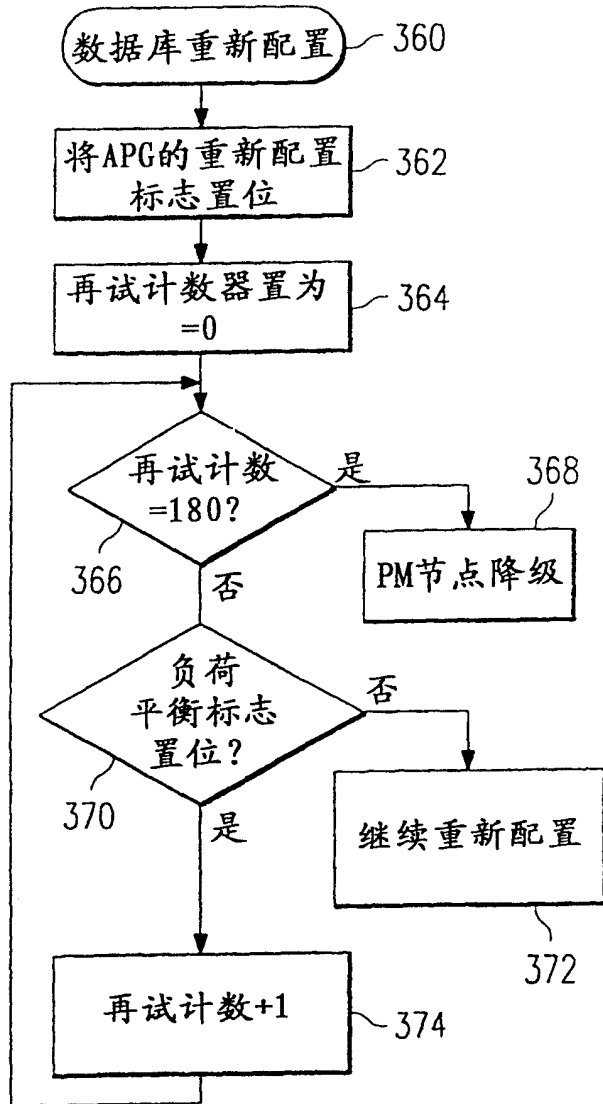 数据库重新配置
360
将APG的重新配置
标志置位
362
再试计数器置为
=0
364
再试计数
=180?
是
366
368
PM节点降级
否
负荷
平衡标志
置位?
否
370
是
继续重新配置
372
再试计数+1
374